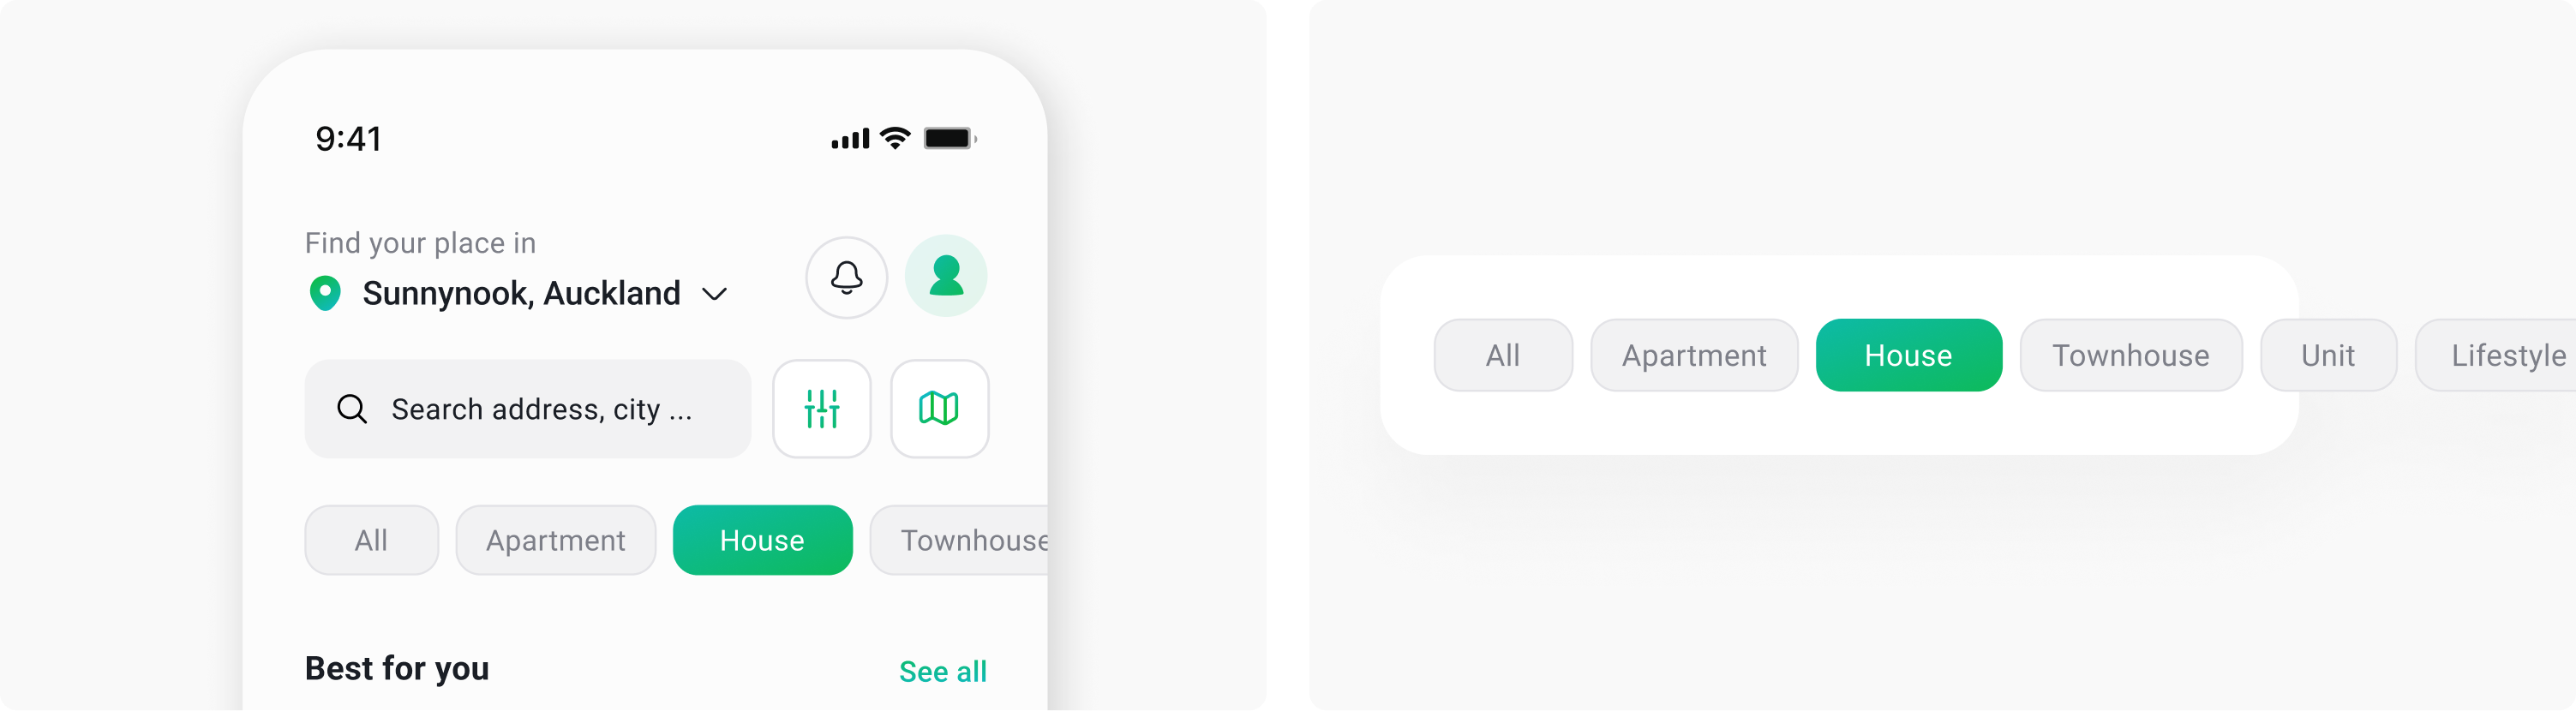 9:41
Find your place in
Sunnynook, Auckland
Search address, city ...
All Apartment House Townhouse
Best for you See all
All Apartment House Townhouse Unit Lifestyle